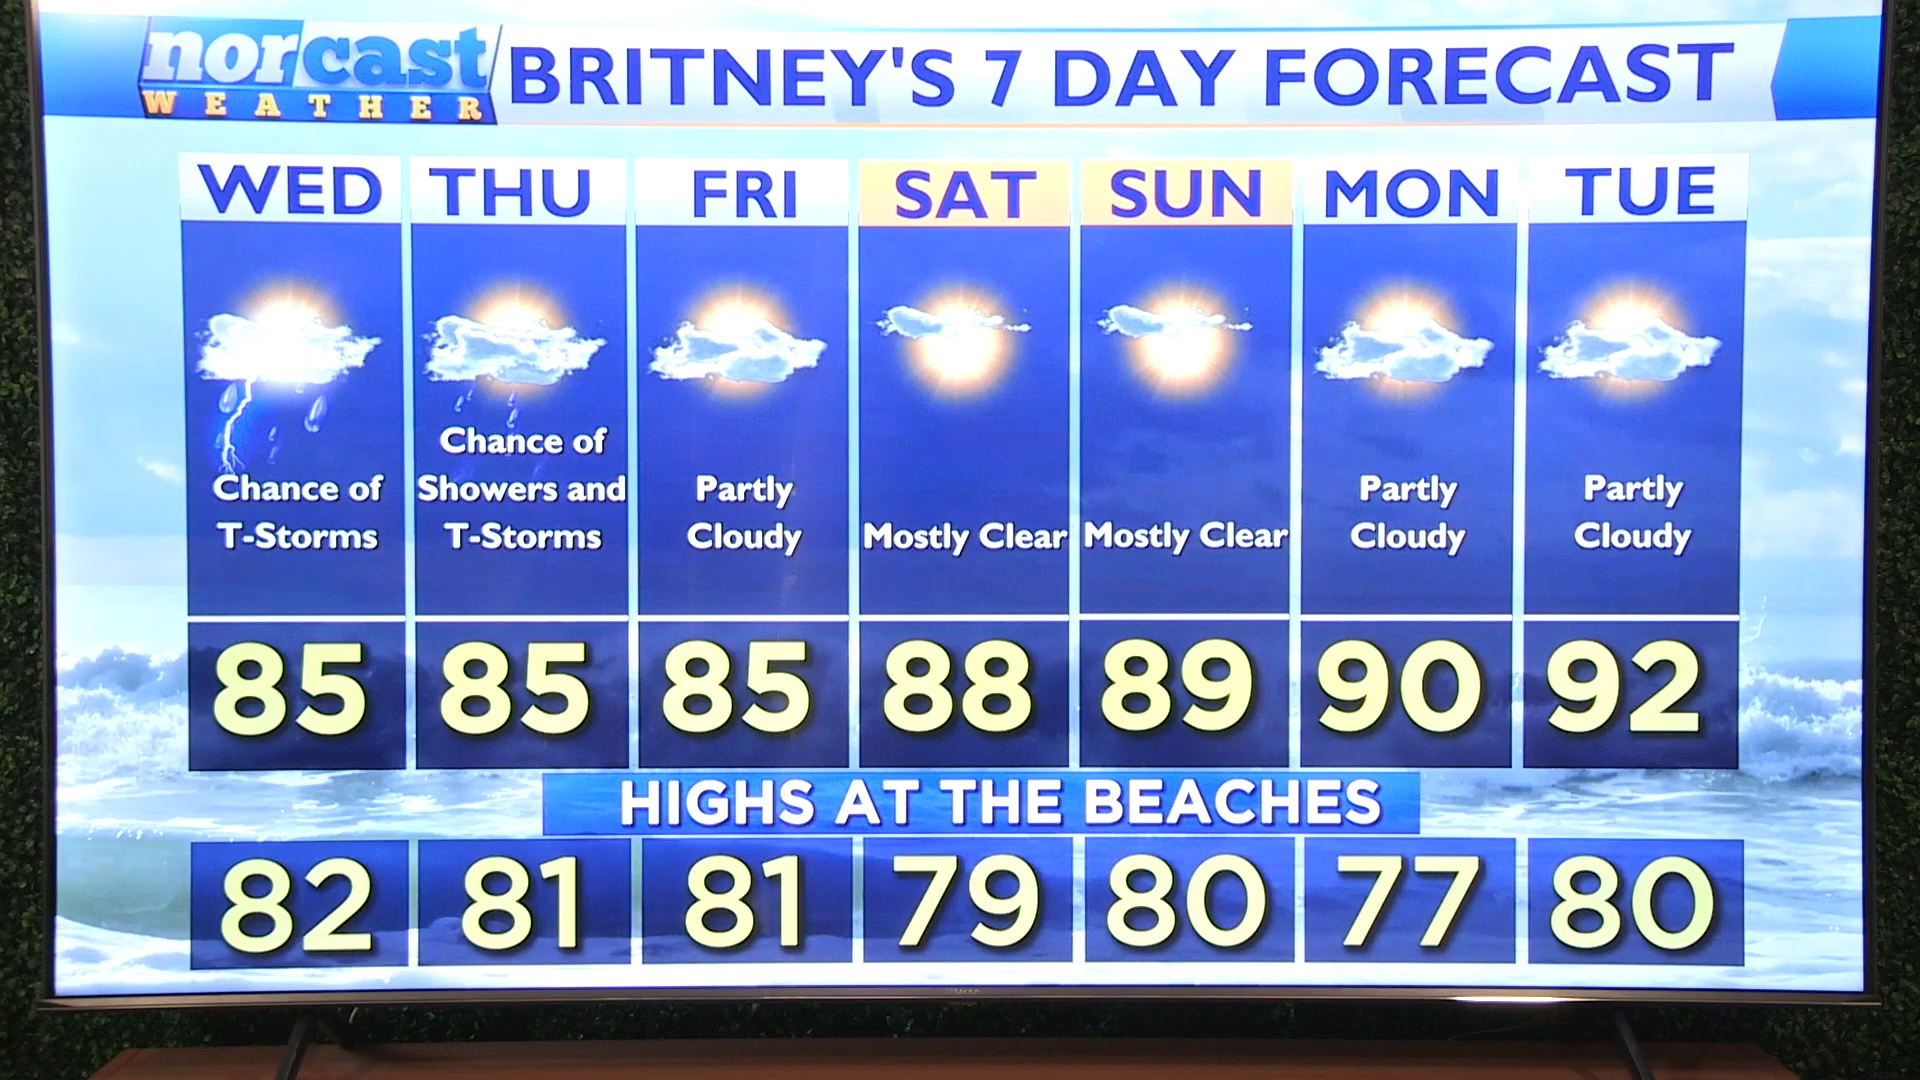 norcast
WEATHER
BRITNEY'S 7 DAY FORECAST
WED THU FRI SAT SUN MON TUE
Chance of
T-Storms
Chance of
Showers and
T-Storms
Partly
Cloudy
Mostly Clear
Mostly Clear
Partly
Cloudy
Partly
Cloudy
85 85 85 88 89 90 92
HIGHS AT THE BEACHES
82 81 81 79 80 77 80